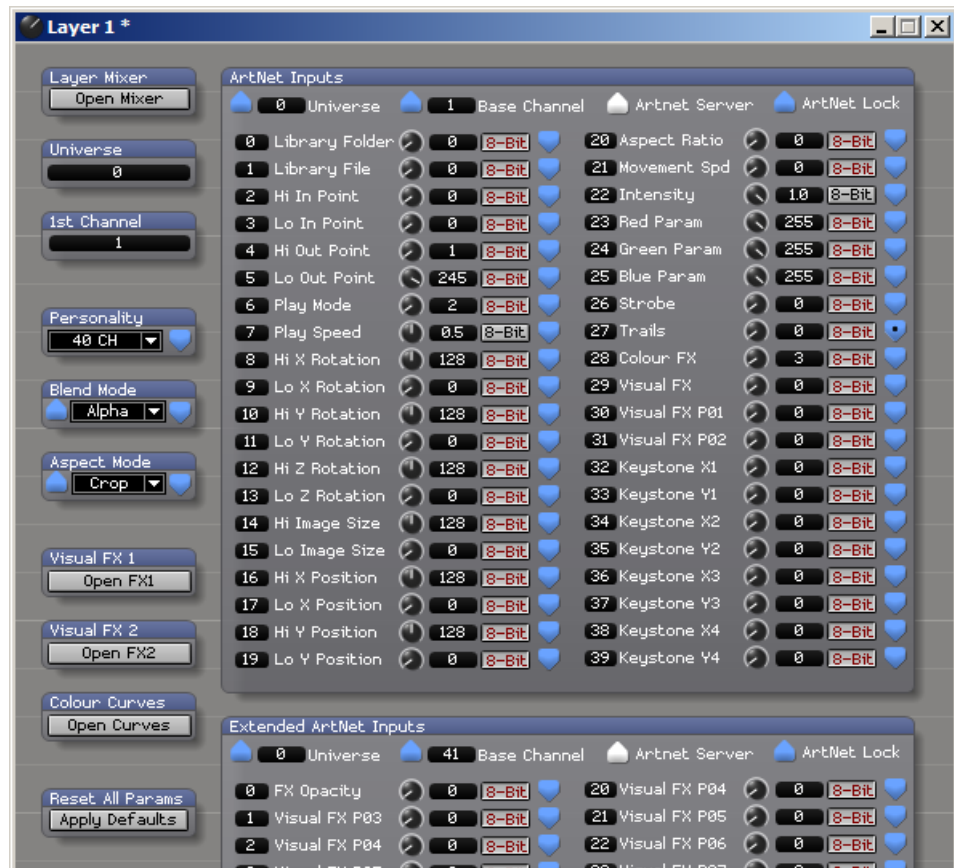 Layer 1 *
Layer Mixer
Open Mixer
Universe
0
1st Channel
1
Personality
40 CH
Blend Mode
Alpha
Aspect Mode
Crop
Visual FX 1
Open FX1
Visual FX 2
Open FX2
Colour Curves
Open Curves
Reset All Params
Apply Defaults
ArtNet Inputs
0 Universe 1 Base Channel Artnet Server ArtNet Lock
0 Library Folder 0 8-Bit
1 Library File 0 8-Bit
2 Hi In Point 0 8-Bit
3 Lo In Point 0 8-Bit
4 Hi Out Point 1 8-Bit
5 Lo Out Point 245 8-Bit
6 Play Mode 2 8-Bit
7 Play Speed 0.5 8-Bit
8 Hi X Rotation 128 8-Bit
9 Lo X Rotation 0 8-Bit
10 Hi Y Rotation 128 8-Bit
11 Lo Y Rotation 0 8-Bit
12 Hi Z Rotation 128 8-Bit
13 Lo Z Rotation 0 8-Bit
14 Hi Image Size 128 8-Bit
15 Lo Image Size 0 8-Bit
16 Hi X Position 128 8-Bit
17 Lo X Position 0 8-Bit
18 Hi Y Position 128 8-Bit
19 Lo Y Position 0 8-Bit
20 Aspect Ratio 0 8-Bit
21 Movement Spd 0 8-Bit
22 Intensity 1.0 8-Bit
23 Red Param 255 8-Bit
24 Green Param 255 8-Bit
25 Blue Param 255 8-Bit
26 Strobe 0 8-Bit
27 Trails 0 8-Bit
28 Colour FX 3 8-Bit
29 Visual FX 0 8-Bit
30 Visual FX P01 0 8-Bit
31 Visual FX P02 0 8-Bit
32 Keystone X1 0 8-Bit
33 Keystone Y1 0 8-Bit
34 Keystone X2 0 8-Bit
35 Keystone Y2 0 8-Bit
36 Keystone X3 0 8-Bit
37 Keystone Y3 0 8-Bit
38 Keystone X4 0 8-Bit
39 Keystone Y4 0 8-Bit
Extended ArtNet Inputs
0 Universe 41 Base Channel Artnet Server ArtNet Lock
0 FX Opacity 0 8-Bit
1 Visual FX P03 0 8-Bit
2 Visual FX P04 0 8-Bit
20 Visual FX P04 0 8-Bit
21 Visual FX P05 0 8-Bit
22 Visual FX P06 0 8-Bit